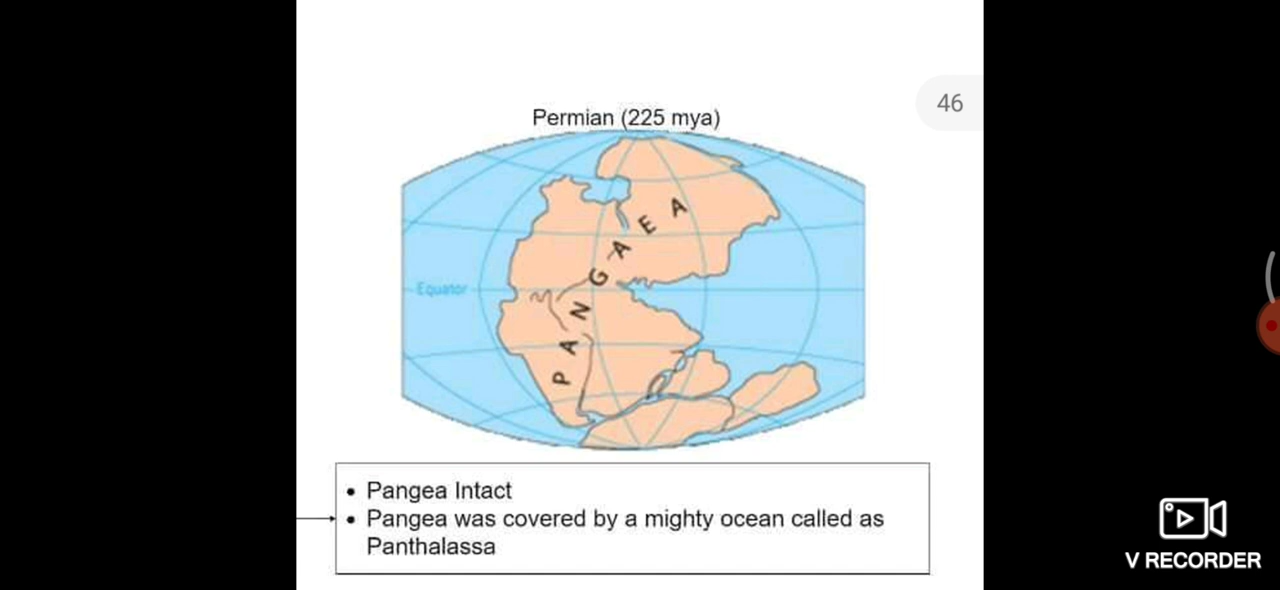 46
Permian (225 mya)
PANGAEA
Equator
• Pangea Intact
• Pangea was covered by a mighty ocean called as
Panthalassa
V RECORDER